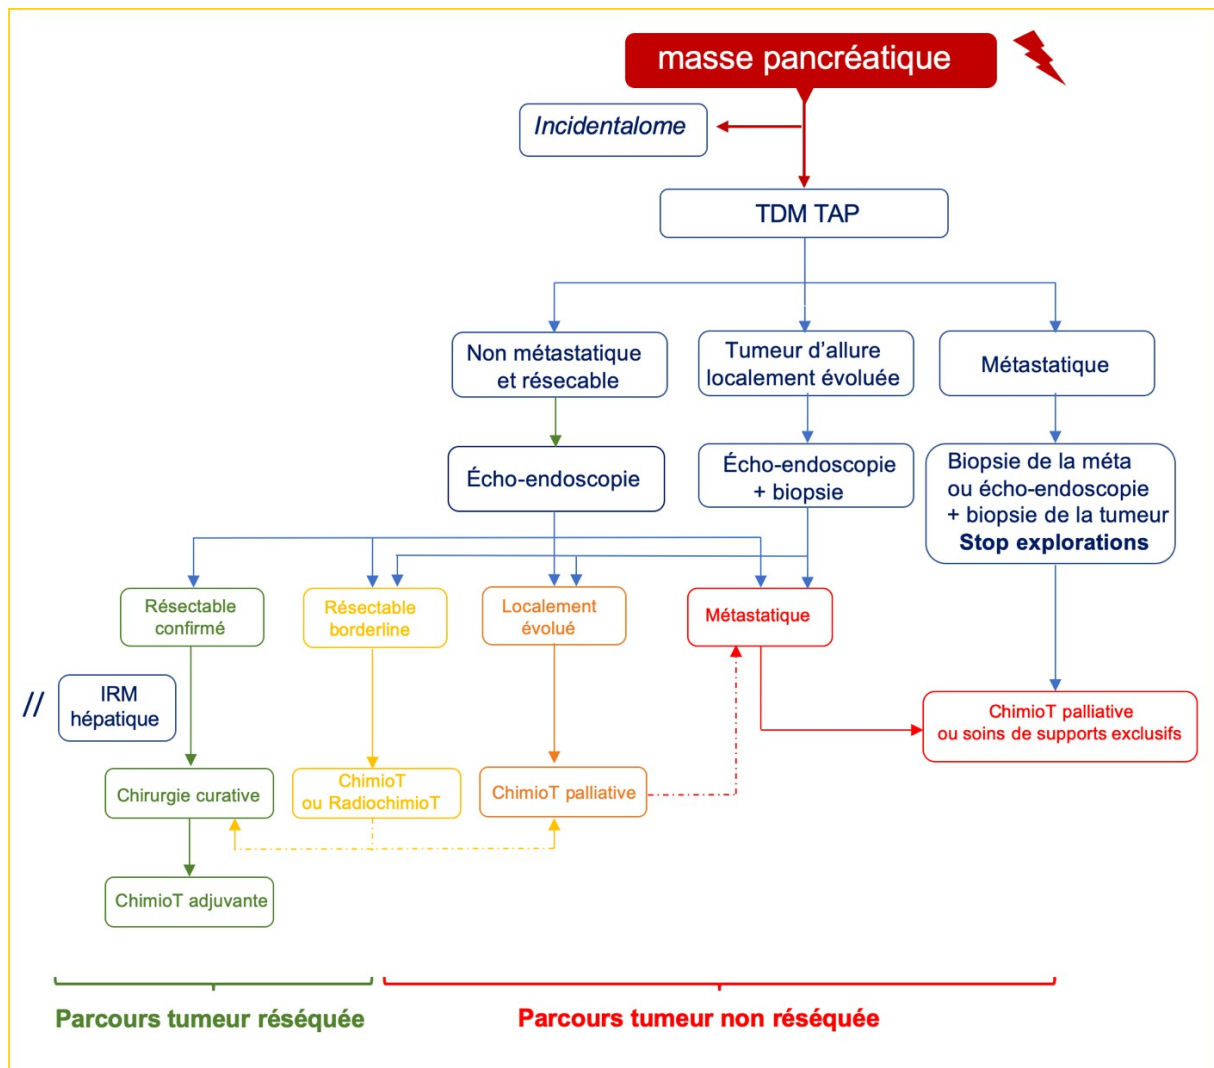 masse pancréatique
Incidentalome
TDM TAP
Non métastatique
et résecable
Tumeur d'allure
localement évoluée
Métastatique
Écho-endoscopie
Écho-endoscopie
+ biopsie
Biopsie de la méta
ou écho-endoscopie
+ biopsie de la tumeur
Stop explorations
Résectable
confirmé
Résectable
borderline
Localement
évolué
Métastatique
//
IRM
hépatique
ChimioT palliative
ou soins de supports exclusifs
Chirurgie curative
ChimioT
ou RadiochimioT
ChimioT palliative
ChimioT adjuvante
Parcours tumeur réséquée
Parcours tumeur non réséquée